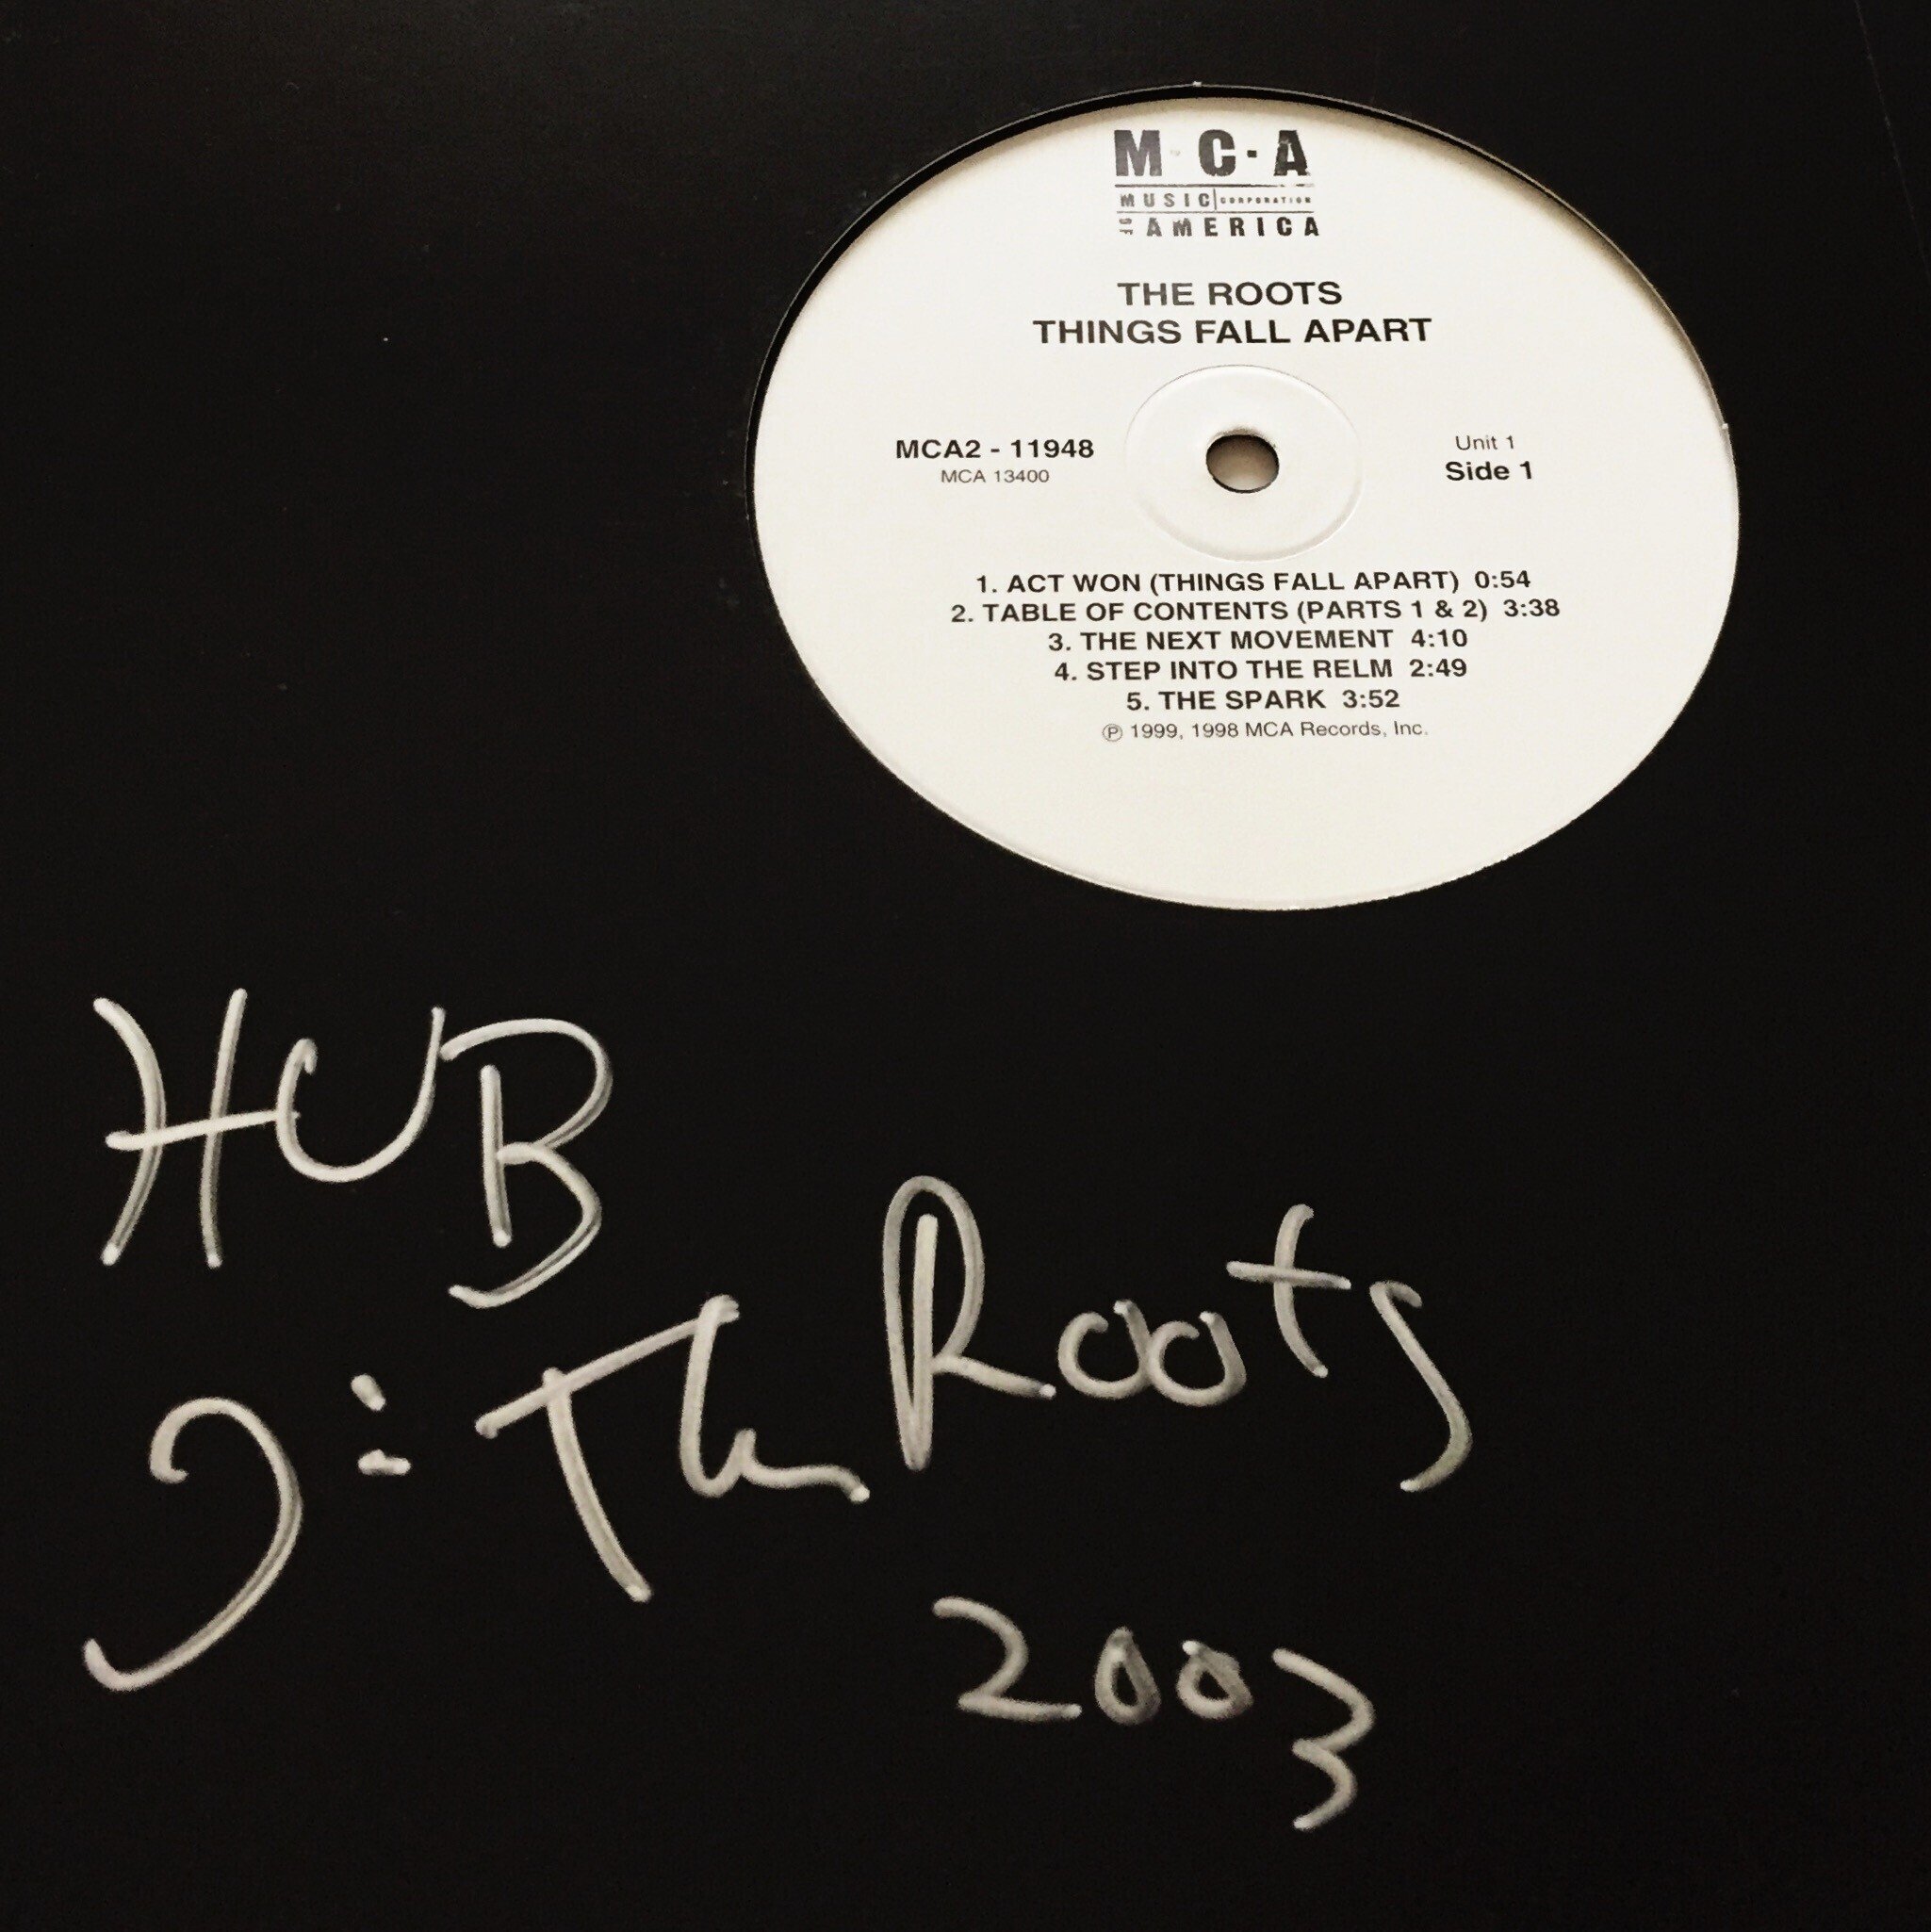 M·C·A
MUSIC CORPORATION
OF AMERICA
THE ROOTS
THINGS FALL APART
MCA2 - 11948
MCA 13400
Unit 1
Side 1
1. ACT WON (THINGS FALL APART) 0:54
2. TABLE OF CONTENTS (PARTS 1 & 2) 3:38
3. THE NEXT MOVEMENT 4:10
4. STEP INTO THE RELM 2:49
5. THE SPARK 3:52
℗ 1999, 1998 MCA Records, Inc.
HUB
The Roots
2003